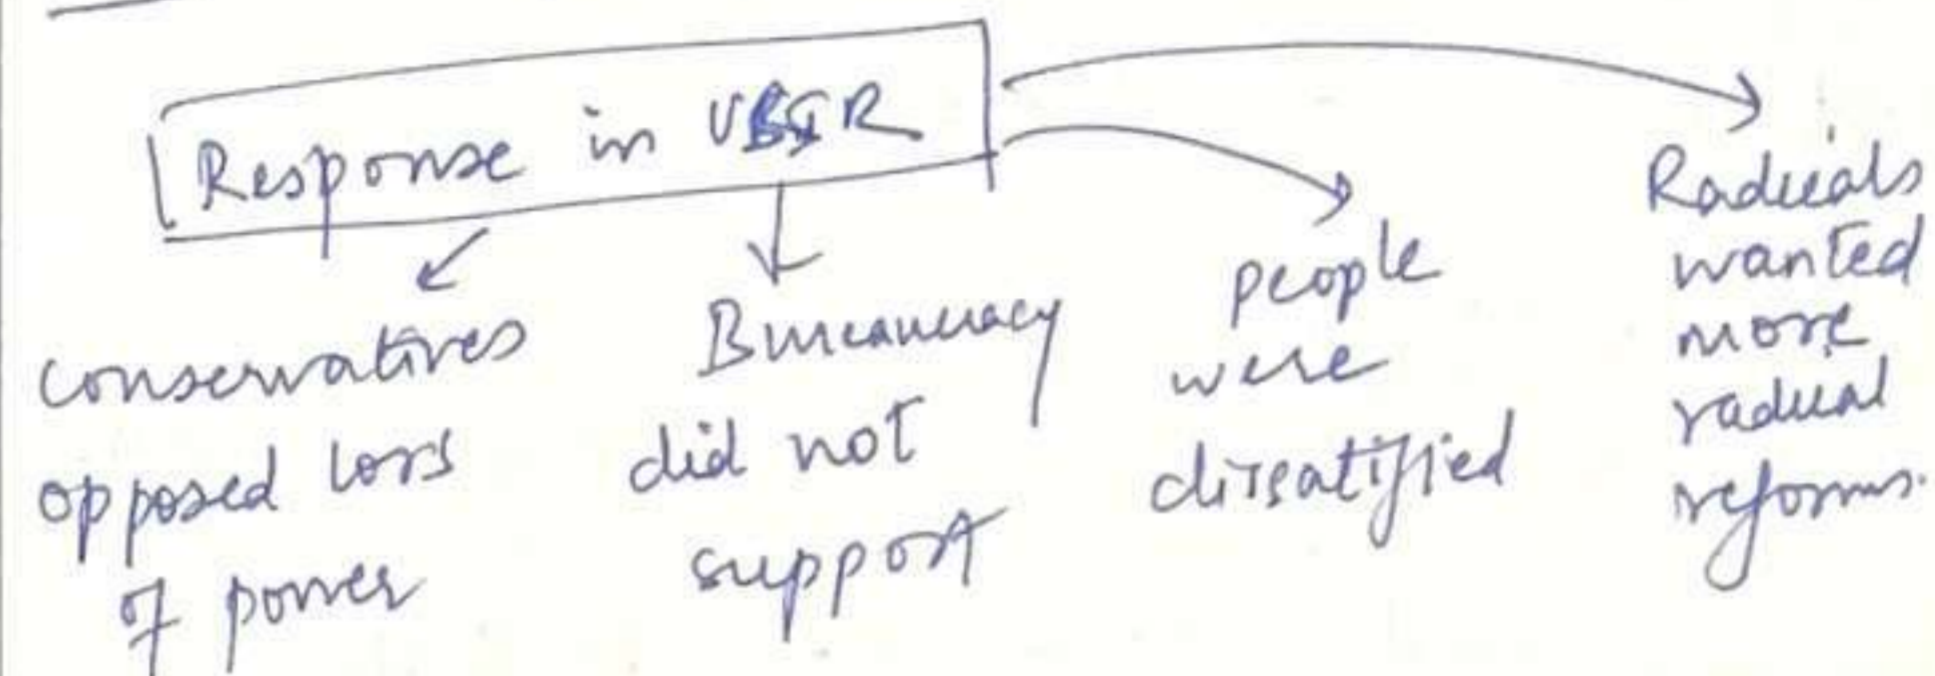 Response in USSR
Conservatives
opposed loss
of power
Bureaucracy
did not
support
people
were
dissatified
Radicals
wanted
more
radical
reforms.